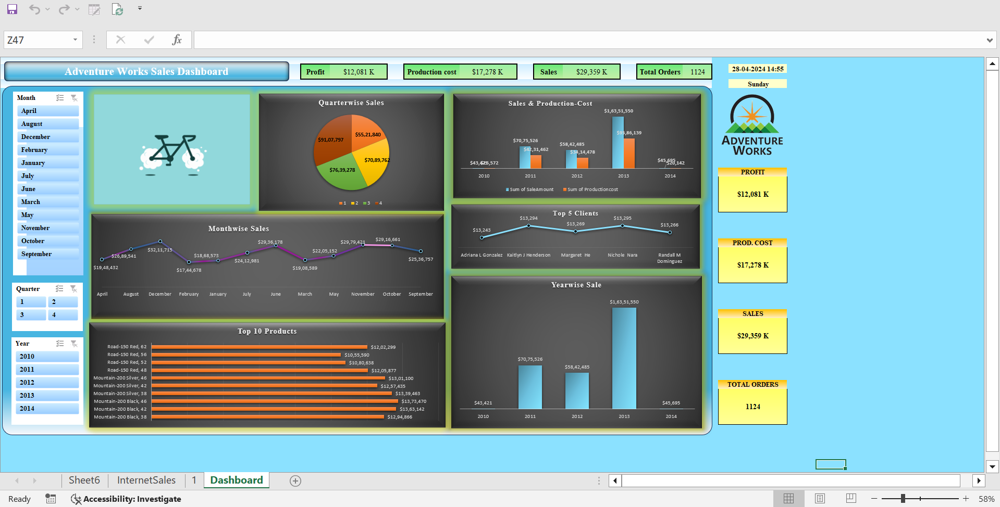 Z47
fx
Adventure Works Sales Dashboard
Profit $12,081 K
Production cost $17,278 K
Sales $29,359 K
Total Orders 1124
28-04-2024 14:55
Sunday
ADVENTURE
WORKS
Month
April
August
December
February
January
July
June
March
May
November
October
September
Quarter
1 2
3 4
Year
2010
2011
2012
2013
2014
Quarterwise Sales
$91,07,797 $55,21,840
$70,89,762
$76,39,278
1 2 3 4
Sales & Production-Cost
$1,63,51,550
$95,86,139
$70,75,526
$42,31,462
$58,42,485
$34,14,478
$45,695
$20,142
2010 2011 2012 2013 2014
Sum of SaleAmount Sum of Productioncost
Monthwise Sales
$19,48,432
$26,89,541
$32,11,715
$17,44,678
$18,68,573
$24,12,981
$29,36,178
$19,08,589
$22,05,152
$29,79,421
$29,16,661
$25,36,757
April August December February January July June March May November October September
Top 5 Clients
$13,243 $13,294 $13,269 $13,295 $13,266
Adriana L Gonzalez Kaitlyn J Henderson Margaret He Nichole Nara Randall M
Dominguez
Top 10 Products
Road-150 Red, 62 $12,02,299
Road-150 Red, 56 $10,55,590
Road-150 Red, 52 $10,80,638
Road-150 Red, 48 $12,05,877
Mountain-200 Silver, 46 $13,01,100
Mountain-200 Silver, 42 $12,57,435
Mountain-200 Silver, 38 $13,39,463
Mountain-200 Black, 46 $13,73,470
Mountain-200 Black, 42 $13,63,142
Mountain-200 Black, 38 $12,94,866
Yearwise Sale
$1,63,51,550
$70,75,526
$58,42,485
$43,421 $45,695
2010 2011 2012 2013 2014
PROFIT
$12,081 K
PROD. COST
$17,278 K
SALES
$29,359 K
TOTAL ORDERS
1124
Sheet6 InternetSales 1 Dashboard
Ready Accessibility: Investigate 58%